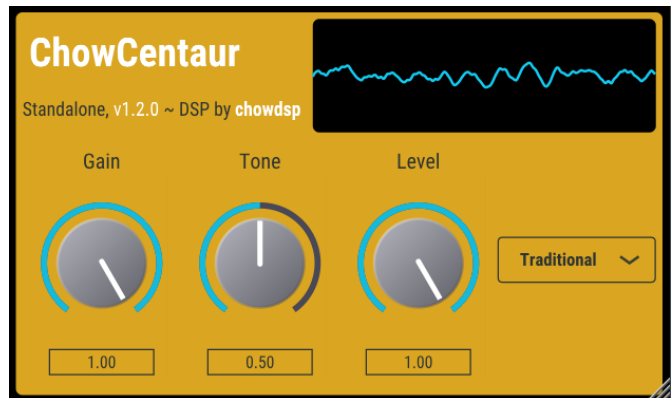 ChowCentaur
Standalone, v1.2.0 ~ DSP by chowdsp
Gain Tone Level
Traditional
1.00 0.50 1.00